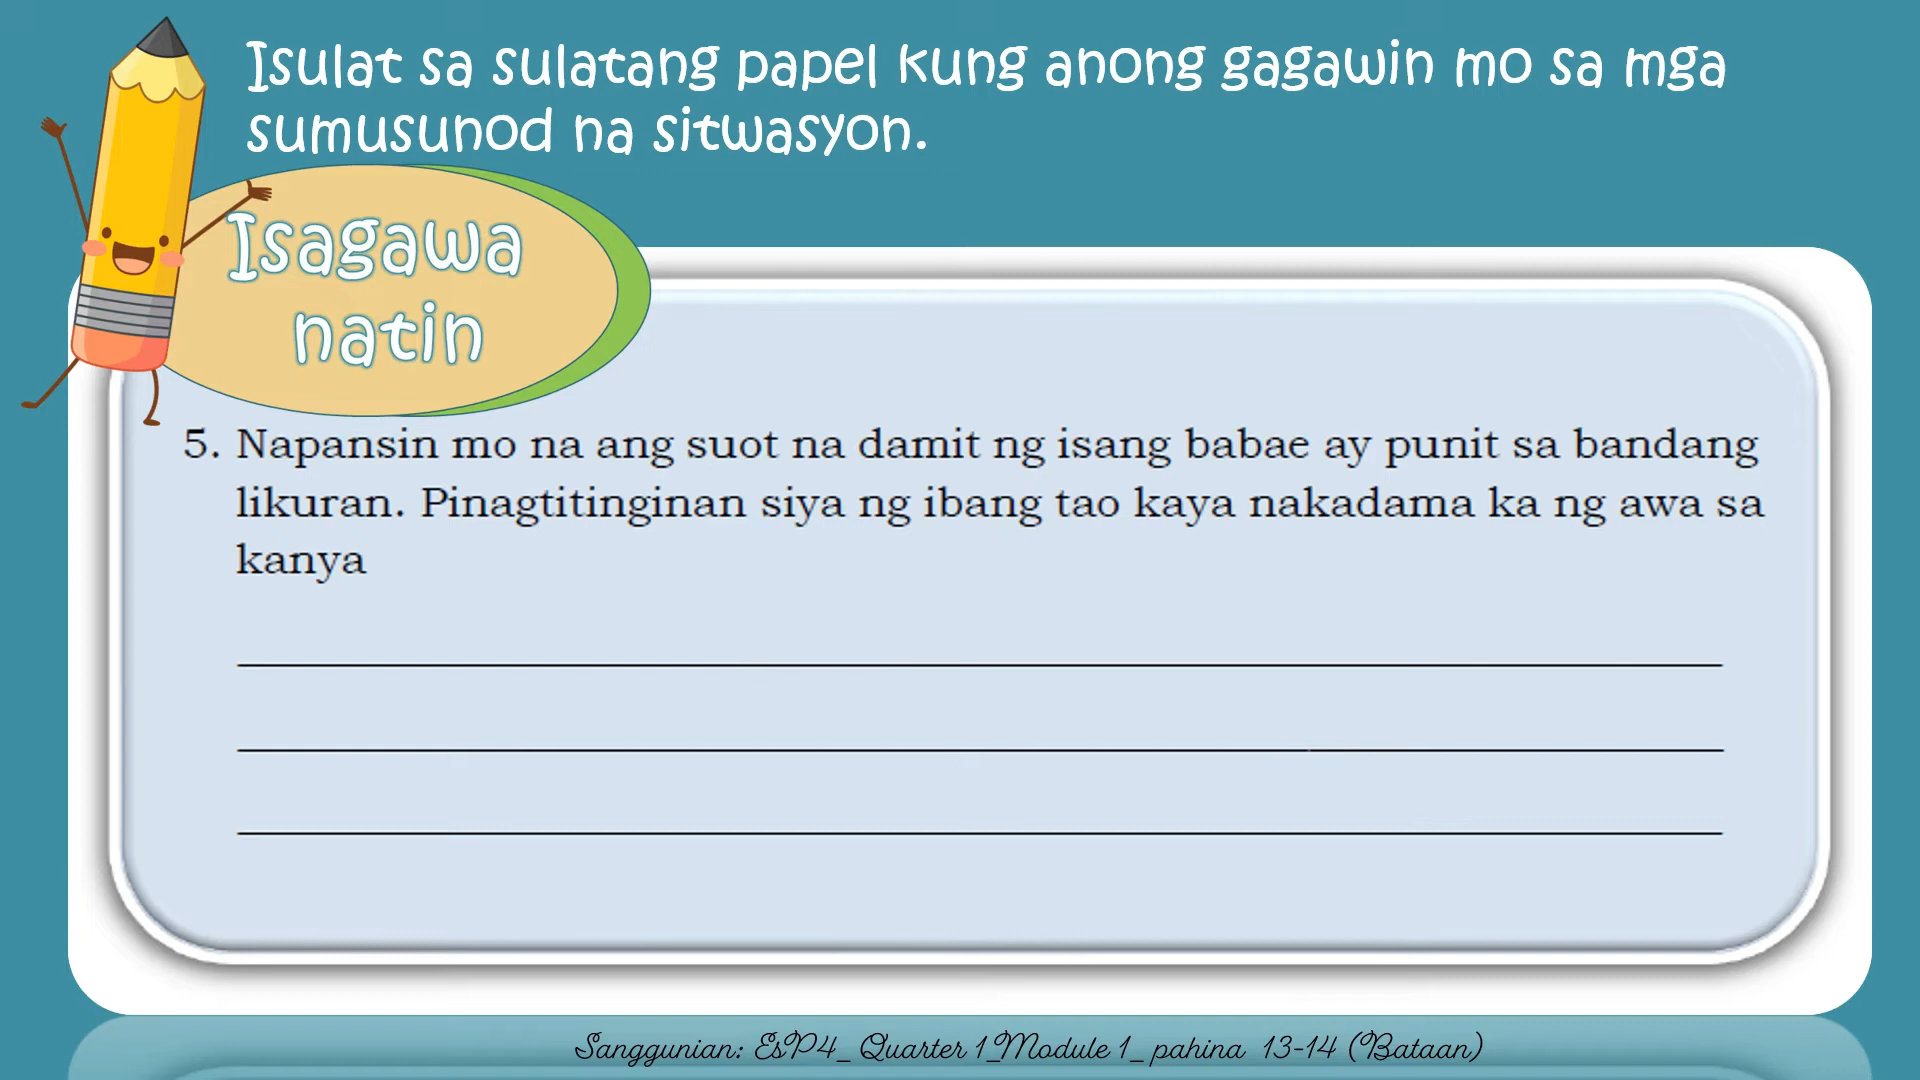 Isulat sa sulatang papel kung anong gagawin mo sa mga
sumusunod na sitwasyon.
Isagawa
natin
5. Napansin mo na ang suot na damit ng isang babae ay punit sa bandang
likuran. Pinagtitinginan siya ng ibang tao kaya nakadama ka ng awa sa
kanya
Sanggunian: EsP4_ Quarter 1_Module 1_ pahina 13-14 (Bataan)